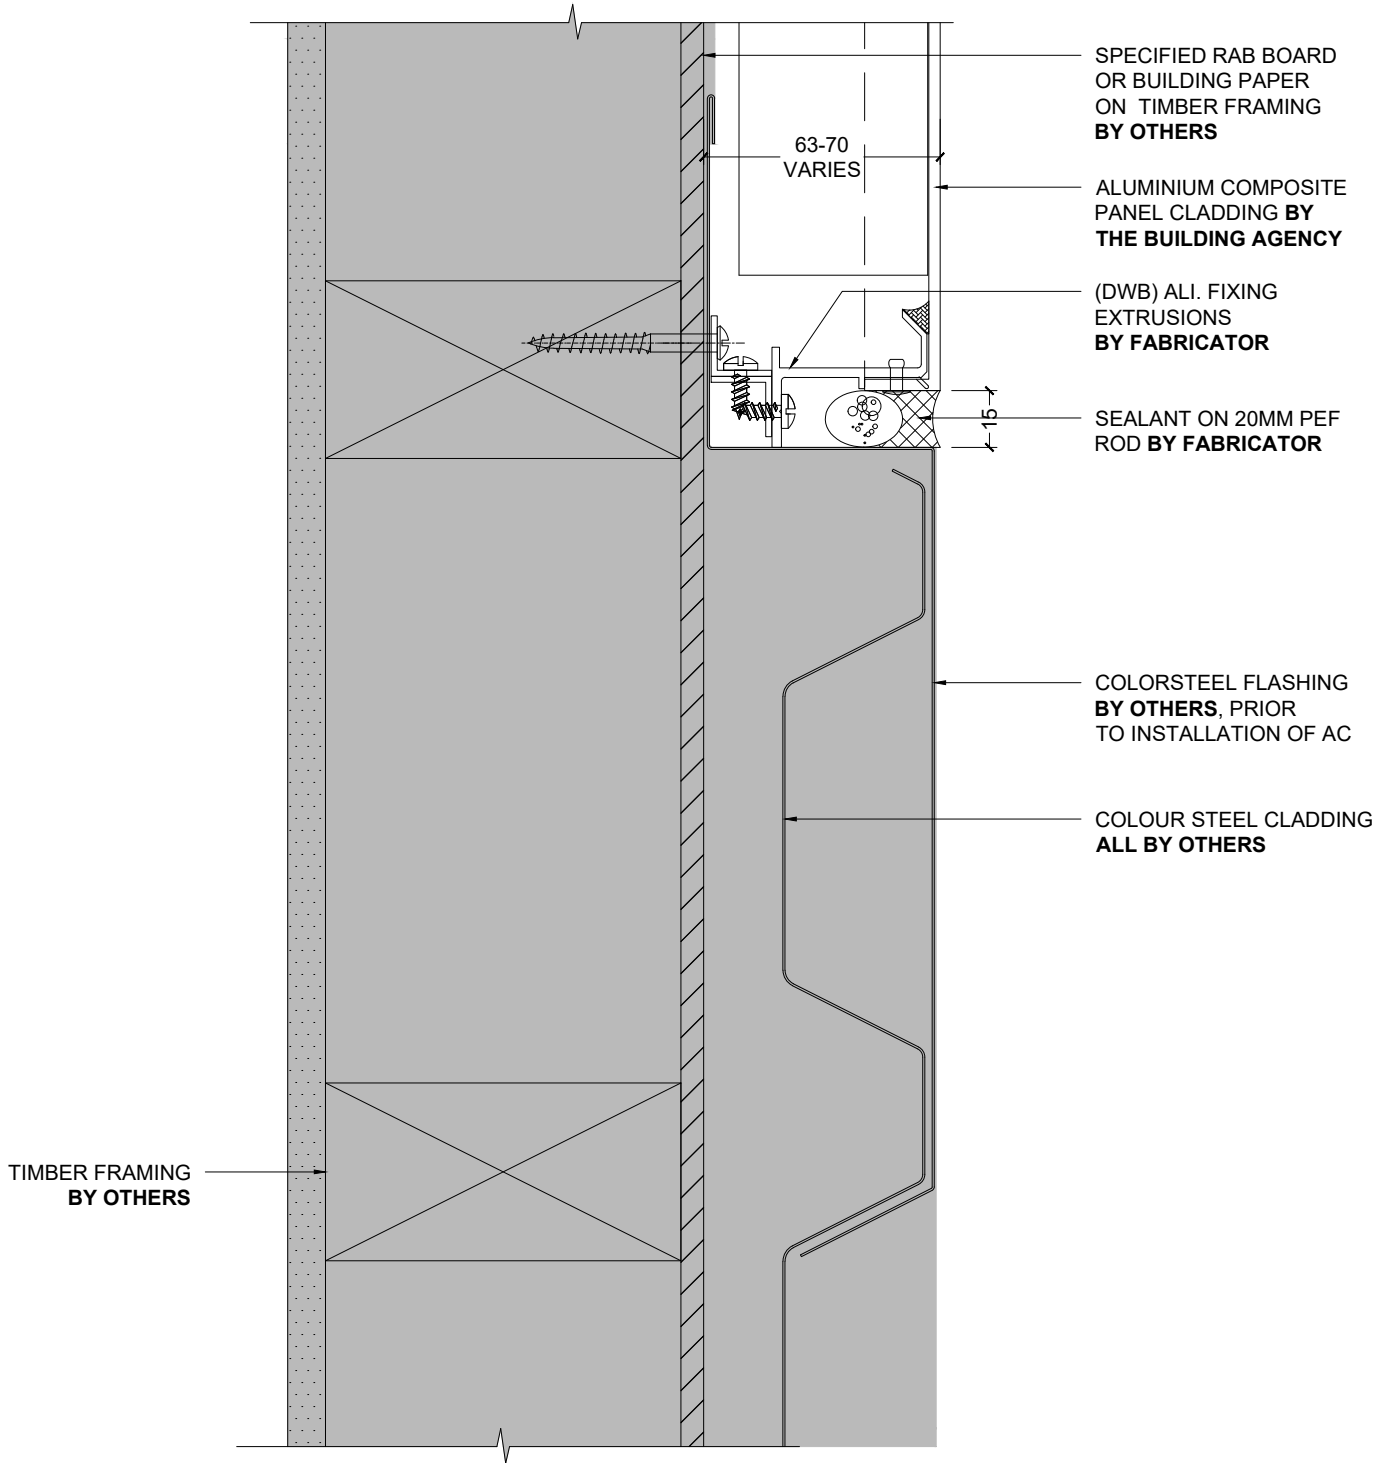 SPECIFIED RAB BOARD
OR BUILDING PAPER
ON TIMBER FRAMING
BY OTHERS
63-70
VARIES
ALUMINIUM COMPOSITE
PANEL CLADDING BY
THE BUILDING AGENCY
(DWB) ALI. FIXING
EXTRUSIONS
BY FABRICATOR
15
SEALANT ON 20MM PEF
ROD BY FABRICATOR
COLORSTEEL FLASHING
BY OTHERS, PRIOR
TO INSTALLATION OF AC
COLOUR STEEL CLADDING
ALL BY OTHERS
TIMBER FRAMING
BY OTHERS